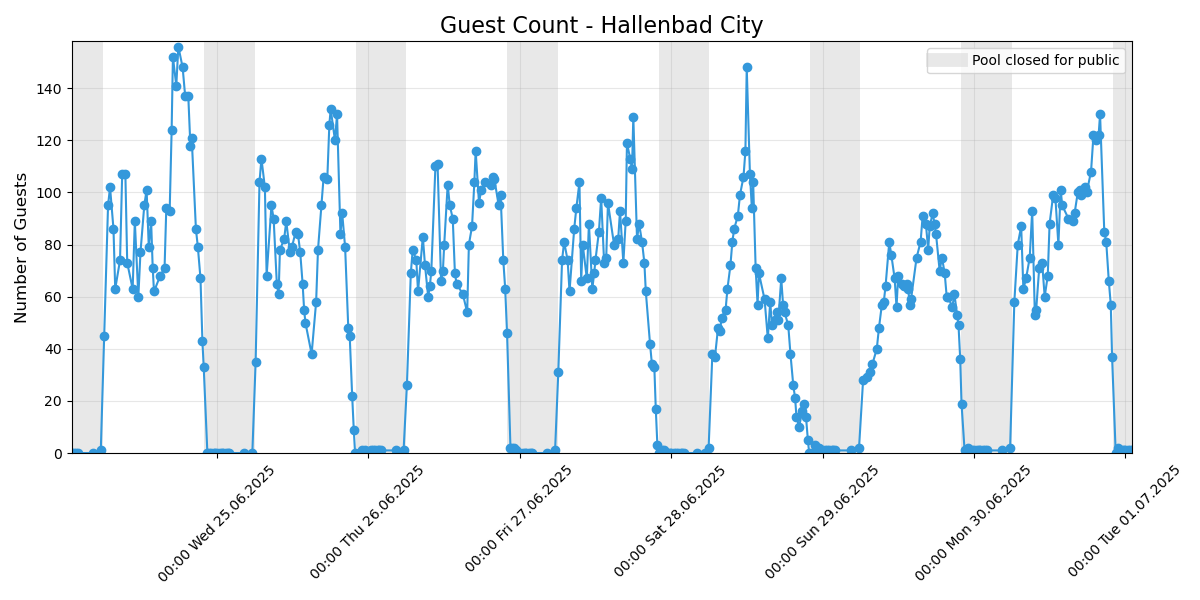 Guest Count - Hallenbad City
Pool closed for public
Number of Guests
140
120
100
80
60
40
20
0
00:00 Wed 25.06.2025
00:00 Thu 26.06.2025
00:00 Fri 27.06.2025
00:00 Sat 28.06.2025
00:00 Sun 29.06.2025
00:00 Mon 30.06.2025
00:00 Tue 01.07.2025